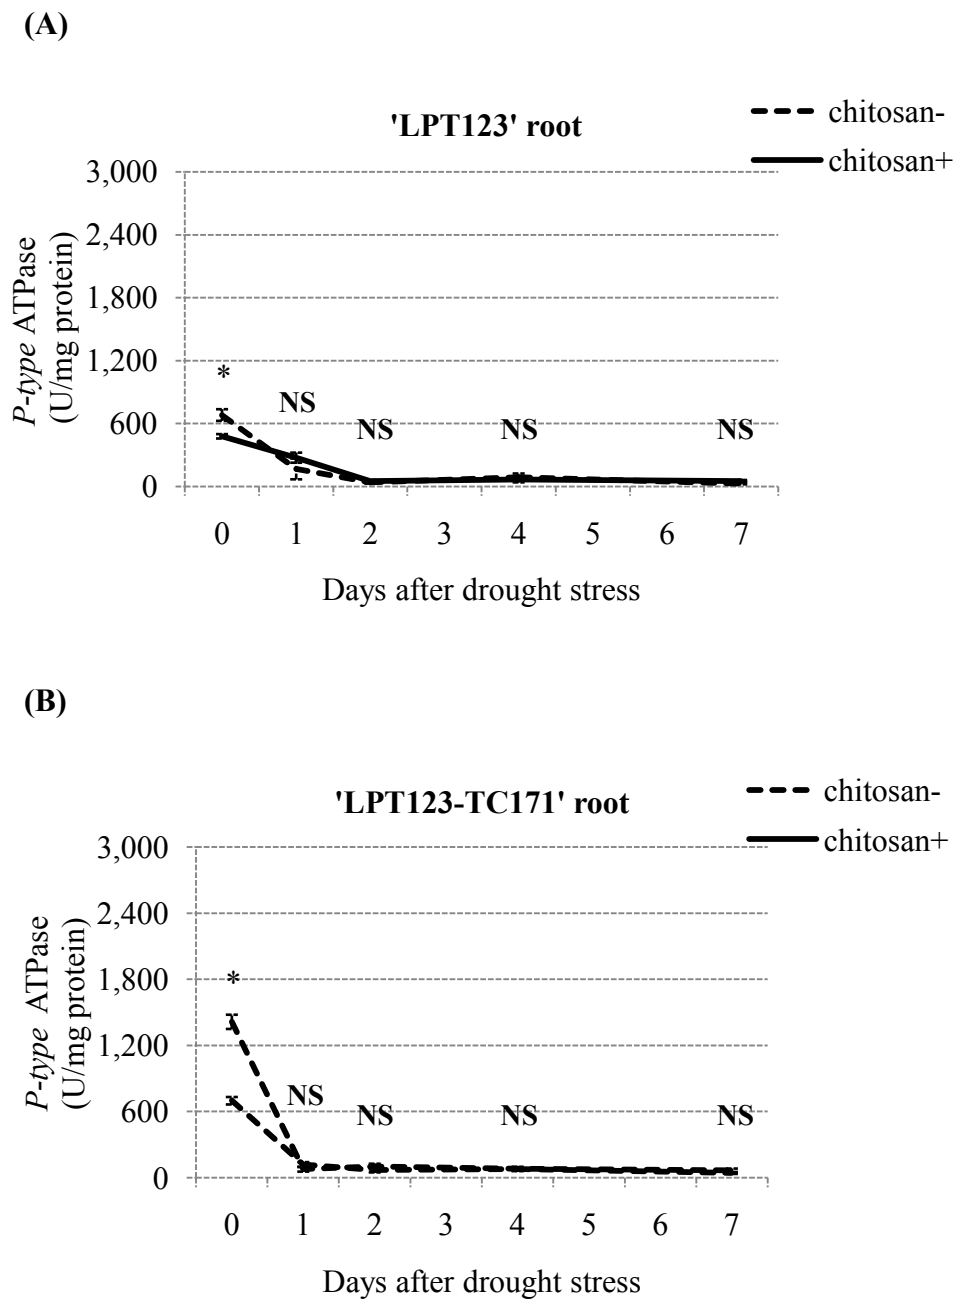 (A)
'LPT123' root
chitosan-
chitosan+
P-type ATPase
(U/mg protein)
3,000
2,400
1,800
1,200
600
0
*
NS
NS
NS
NS
0 1 2 3 4 5 6 7
Days after drought stress
(B)
'LPT123-TC171' root
chitosan-
chitosan+
P-type ATPase
(U/mg protein)
3,000
2,400
1,800
1,200
600
0
*
NS
NS
NS
NS
0 1 2 3 4 5 6 7
Days after drought stress